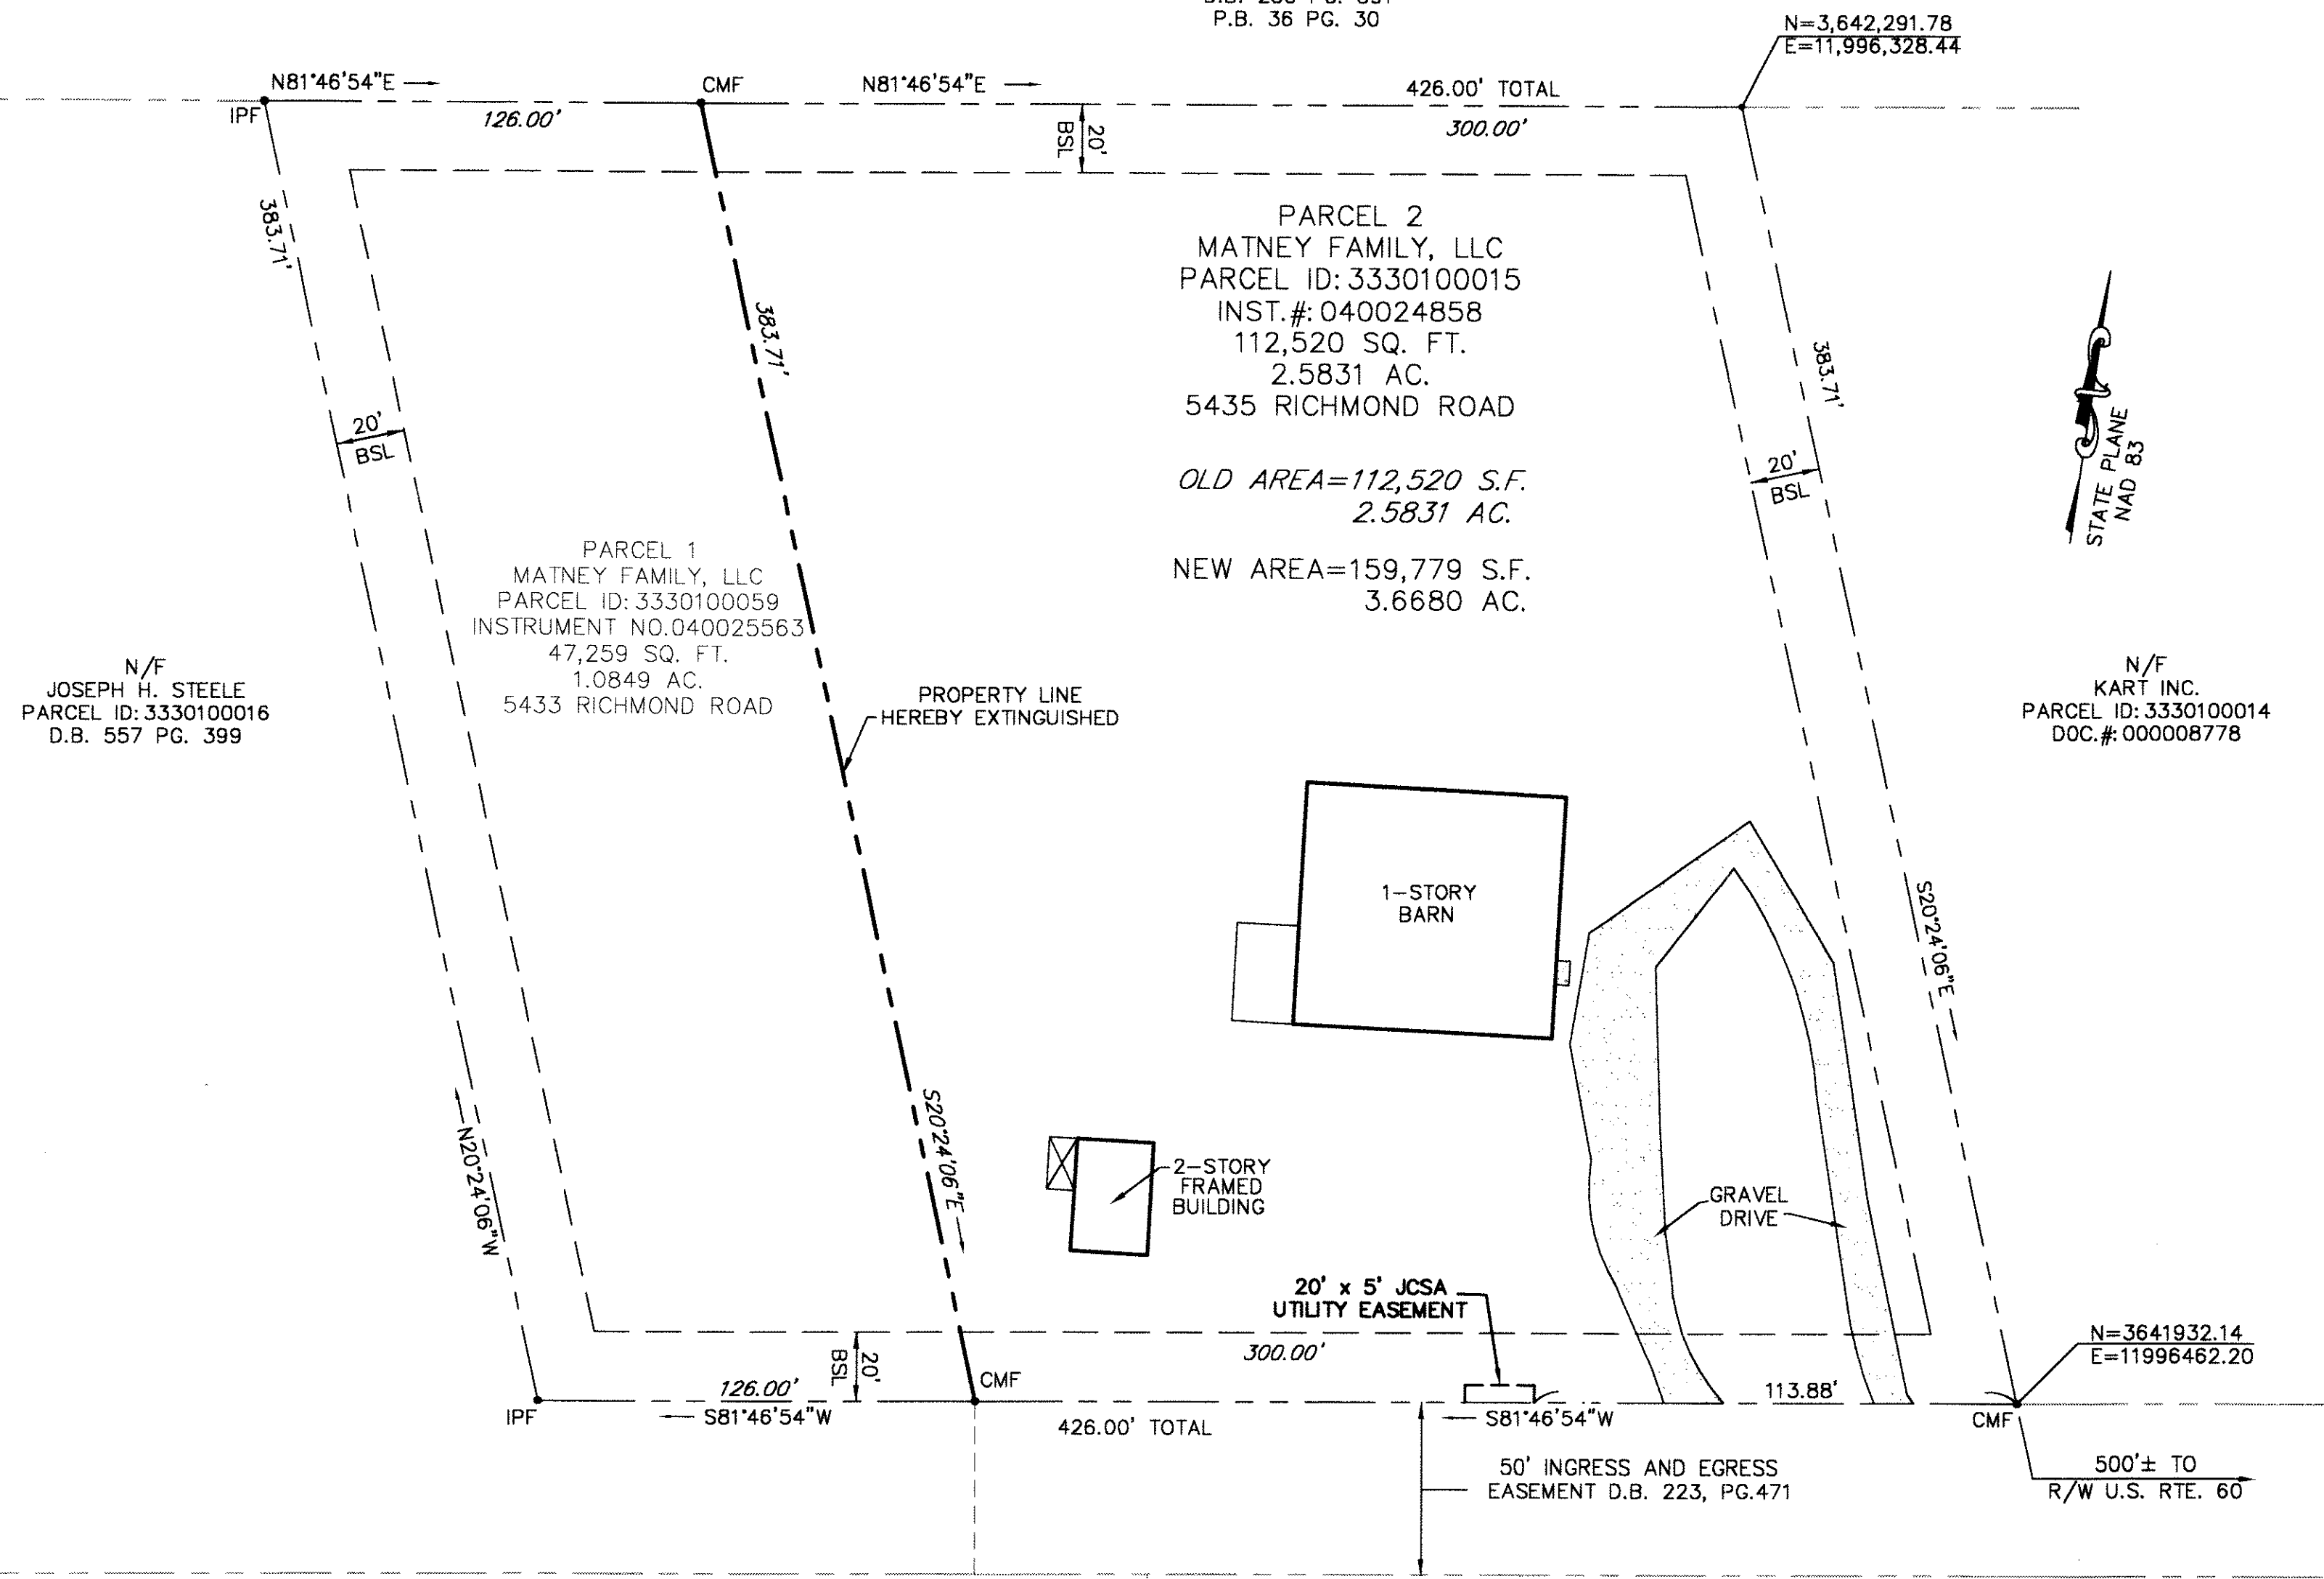 P.B. 36 PG. 30
N=3,642,291.78
E=11,996,328.44
N81°46'54"E
CMF
N81°46'54"E
426.00' TOTAL
IPF
126.00'
300.00'
20'
BSL
383.71'
383.71'
383.71'
PARCEL 2
MATNEY FAMILY, LLC
PARCEL ID: 3330100015
INST.#: 040024858
112,520 SQ. FT.
2.5831 AC.
5435 RICHMOND ROAD
OLD AREA=112,520 S.F.
2.5831 AC.
NEW AREA=159,779 S.F.
3.6680 AC.
20'
BSL
20'
BSL
STATE PLANE
NAD 83
PARCEL 1
MATNEY FAMILY, LLC
PARCEL ID: 3330100059
INSTRUMENT NO.040025563
47,259 SQ. FT.
1.0849 AC.
5433 RICHMOND ROAD
N/F
JOSEPH H. STEELE
PARCEL ID: 3330100016
D.B. 557 PG. 399
PROPERTY LINE
HEREBY EXTINGUISHED
N/F
KART INC.
PARCEL ID: 3330100014
DOC.#: 000008778
1-STORY
BARN
S20°24'06"E
S20°24'06"E
N20°24'06"W
2-STORY
FRAMED
BUILDING
GRAVEL
DRIVE
20' x 5' JCSA
UTILITY EASEMENT
N=3641932.14
E=11996462.20
300.00'
20'
BSL
126.00'
CMF
113.88'
IPF
S81°46'54"W
426.00' TOTAL
S81°46'54"W
CMF
50' INGRESS AND EGRESS
EASEMENT D.B. 223, PG.471
500'± TO
R/W U.S. RTE. 60